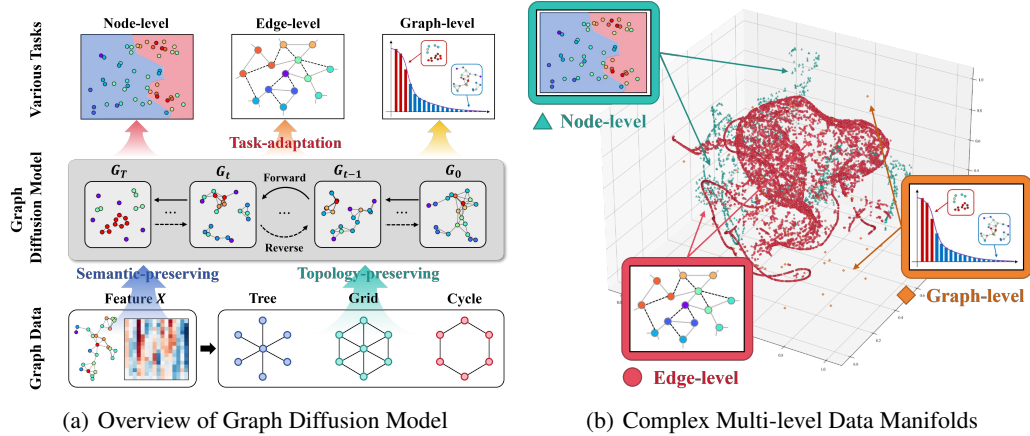 Various Tasks
Node-level
Edge-level
Graph-level
Task-adaptation
Graph
Diffusion Model
G_T
G_t
Forward
G_{t-1}
G_0
...
...
...
Reverse
Semantic-preserving
Topology-preserving
Graph Data
Feature X
Tree
Grid
Cycle
(a) Overview of Graph Diffusion Model
Node-level
Graph-level
Edge-level
(b) Complex Multi-level Data Manifolds